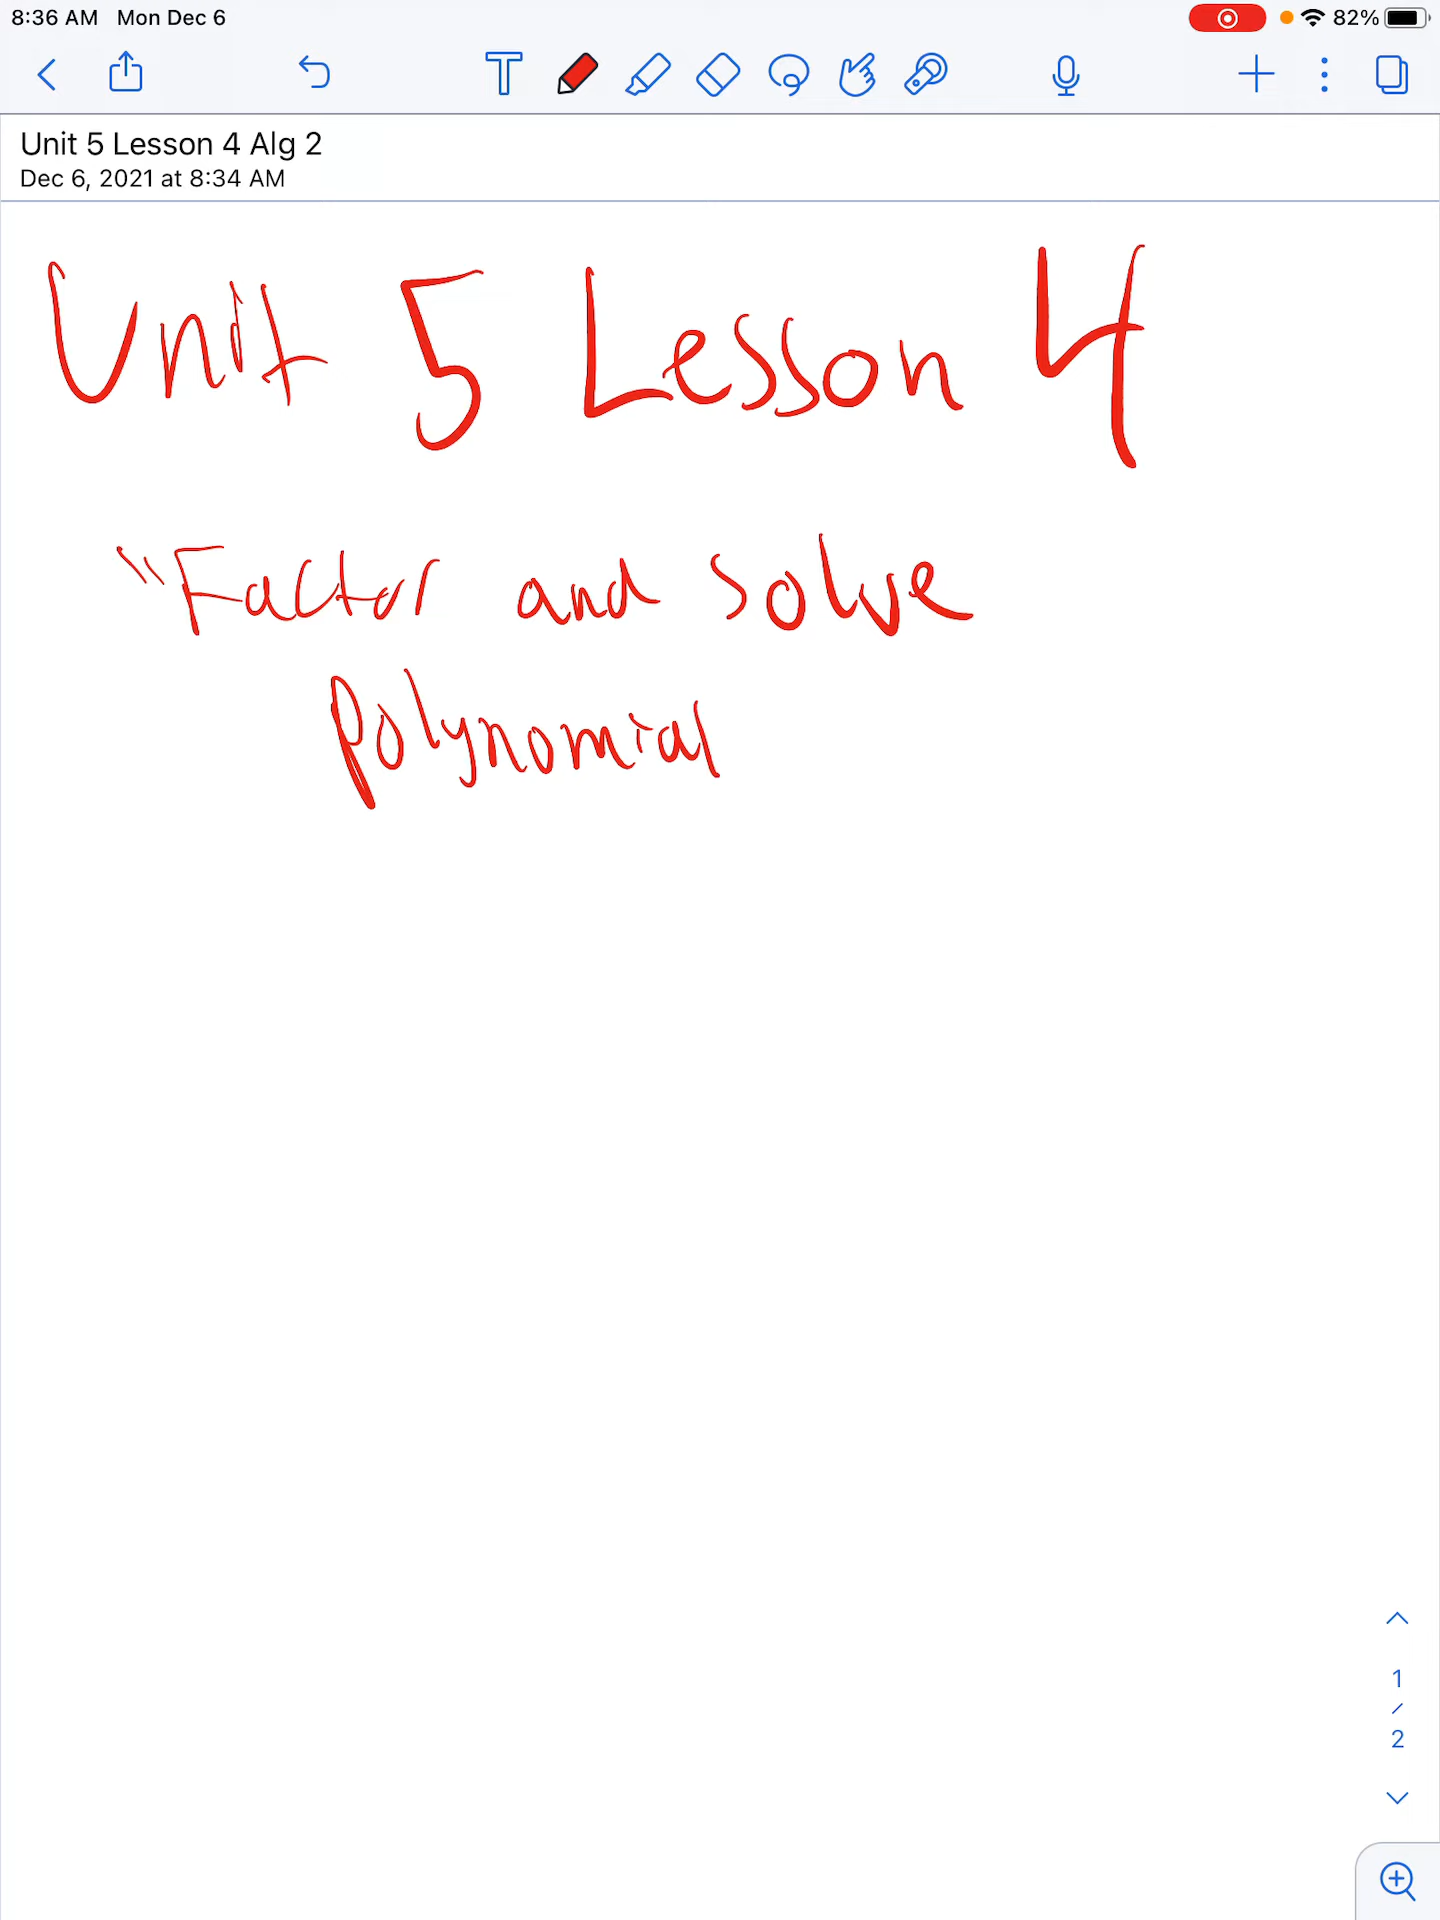 8:36 AM Mon Dec 6 82%
T
Unit 5 Lesson 4 Alg 2
Dec 6, 2021 at 8:34 AM
Unit 5 Lesson 4
"Factor and solve
polynomial
1
/
2